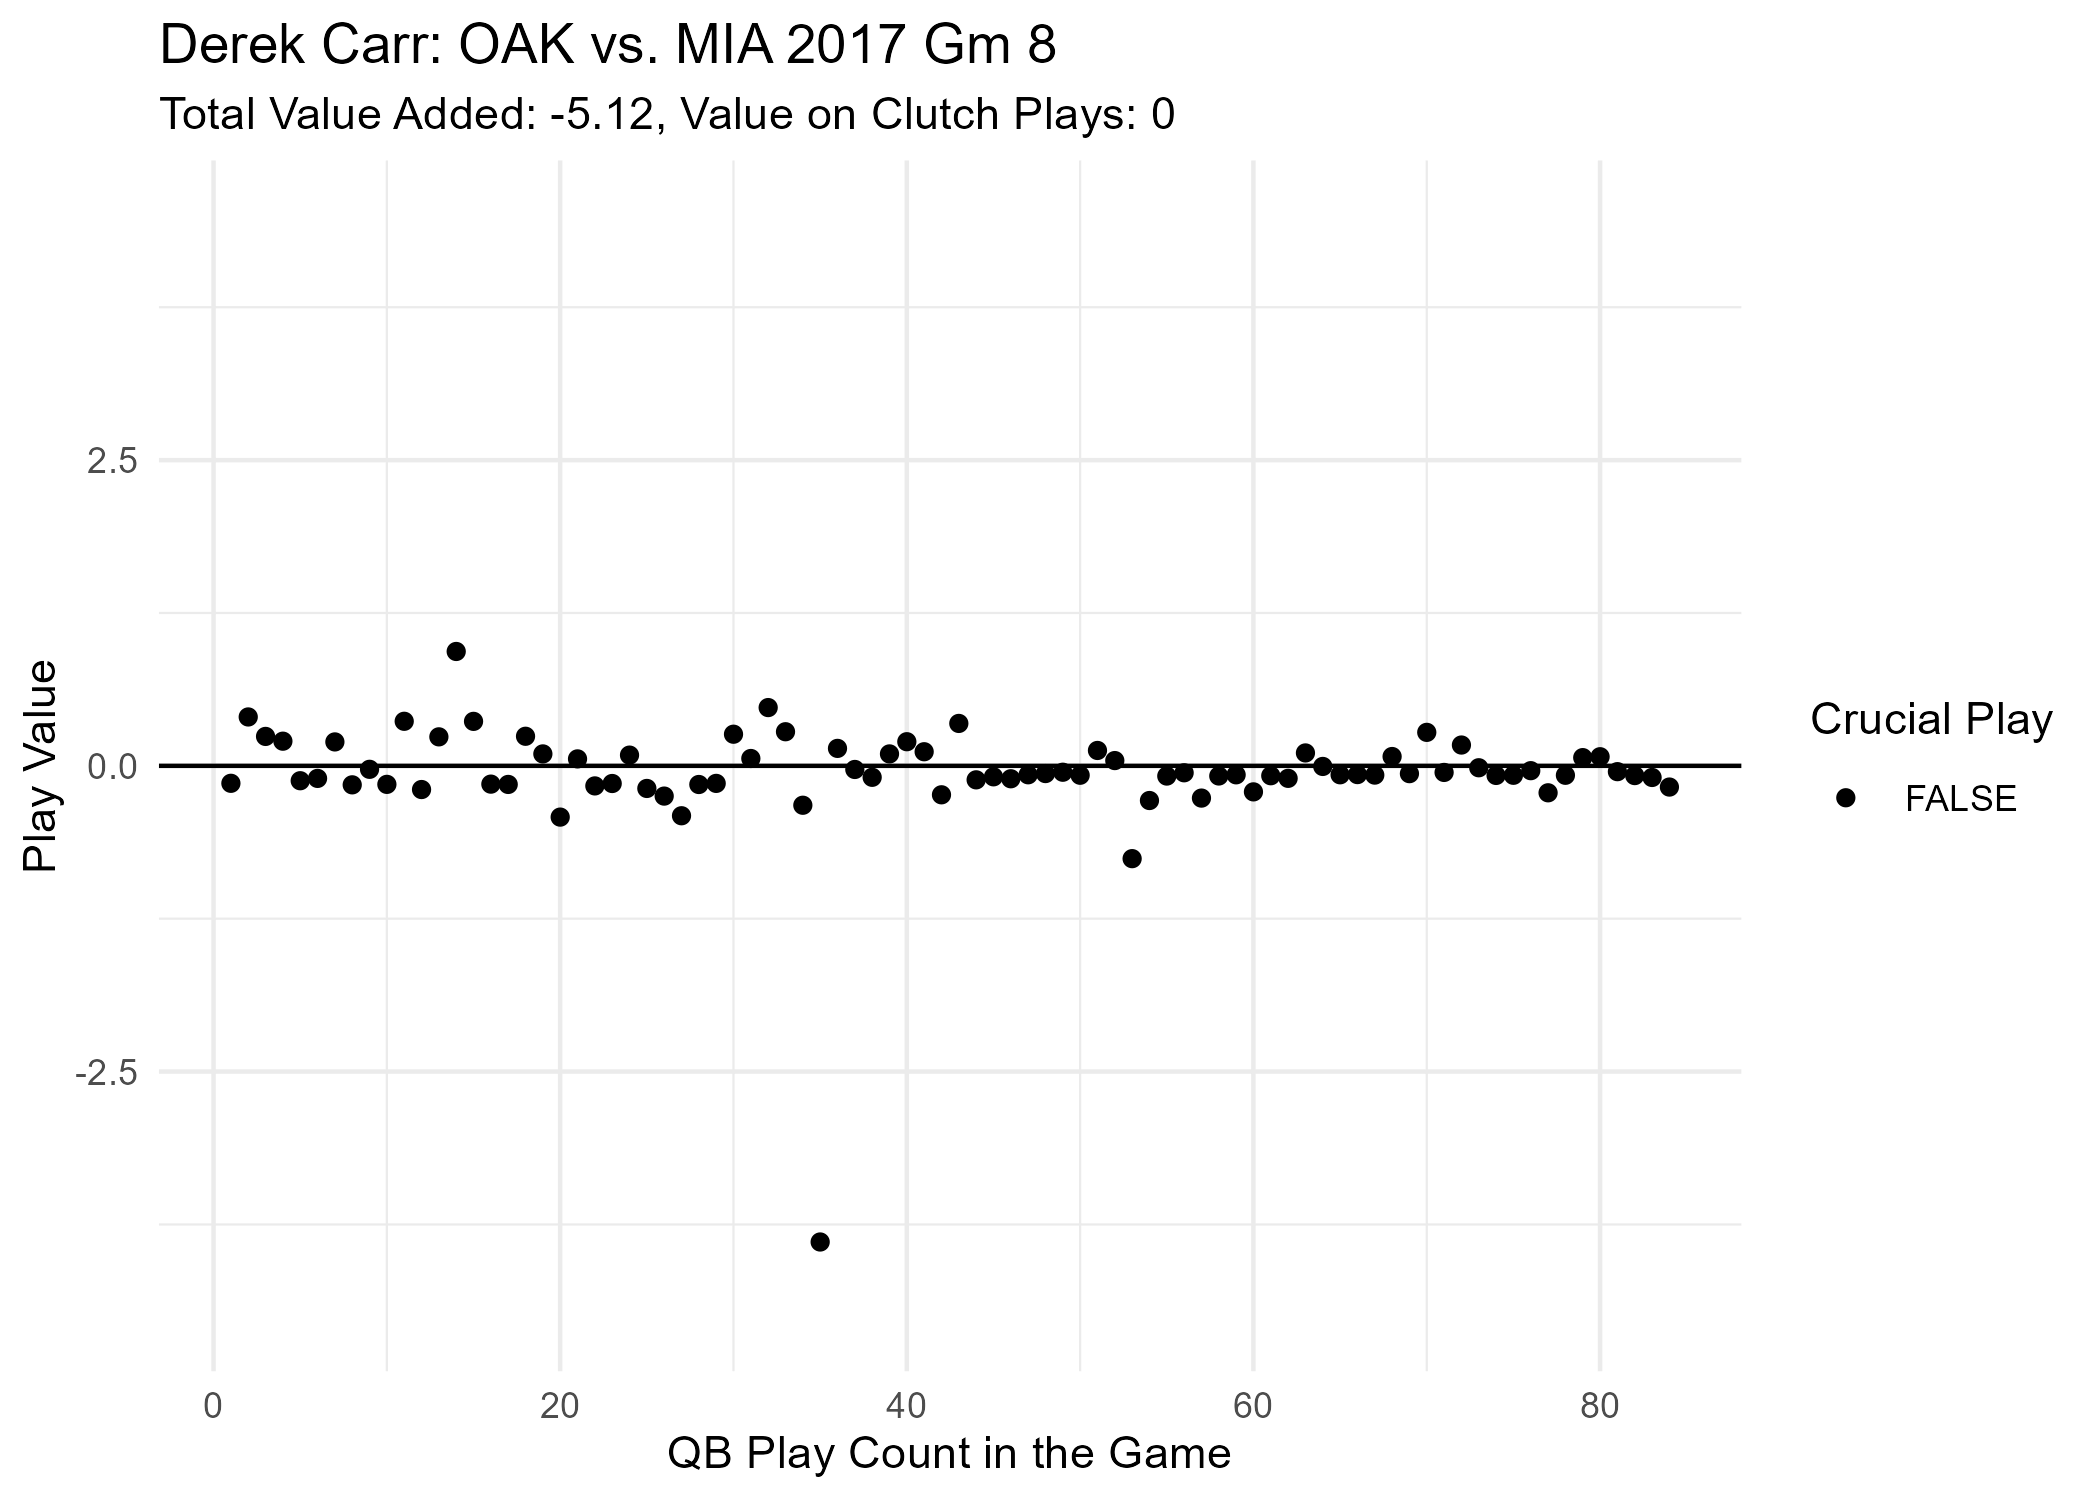 Derek Carr: OAK vs. MIA 2017 Gm 8
Total Value Added: -5.12, Value on Clutch Plays: 0
Play Value
2.5
0.0
-2.5
0 20 40 60 80
QB Play Count in the Game
Crucial Play
FALSE